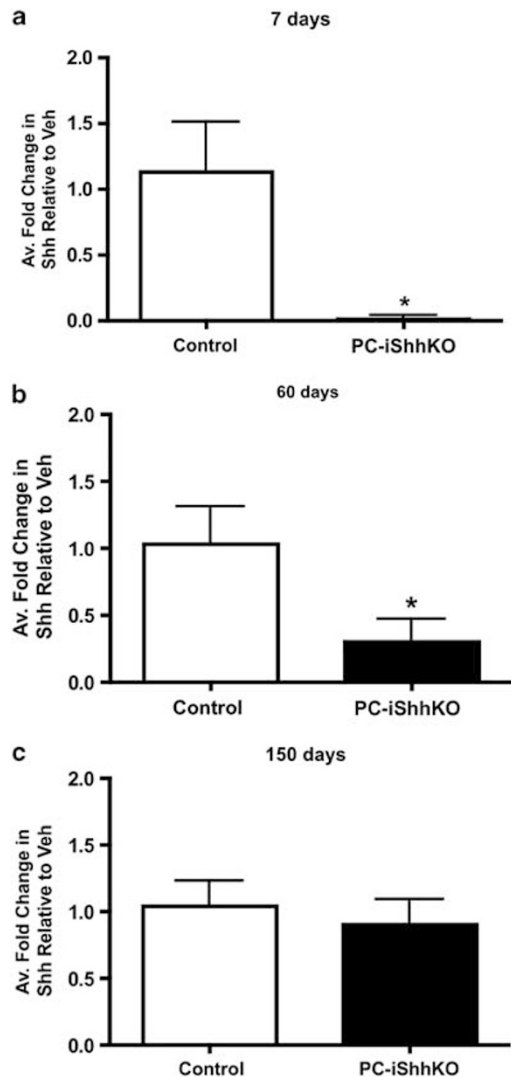 a
7 days
Av. Fold Change in
Shh Relative to Veh
2.0
1.5
1.0
0.5
0.0
*
Control
PC-iShhKO
b
60 days
Av. Fold Change in
Shh Relative to Veh
2.0
1.5
1.0
0.5
0.0
*
Control
PC-iShhKO
c
150 days
Av. Fold Change in
Shh Relative to Veh
2.0
1.5
1.0
0.5
0.0
Control
PC-iShhKO